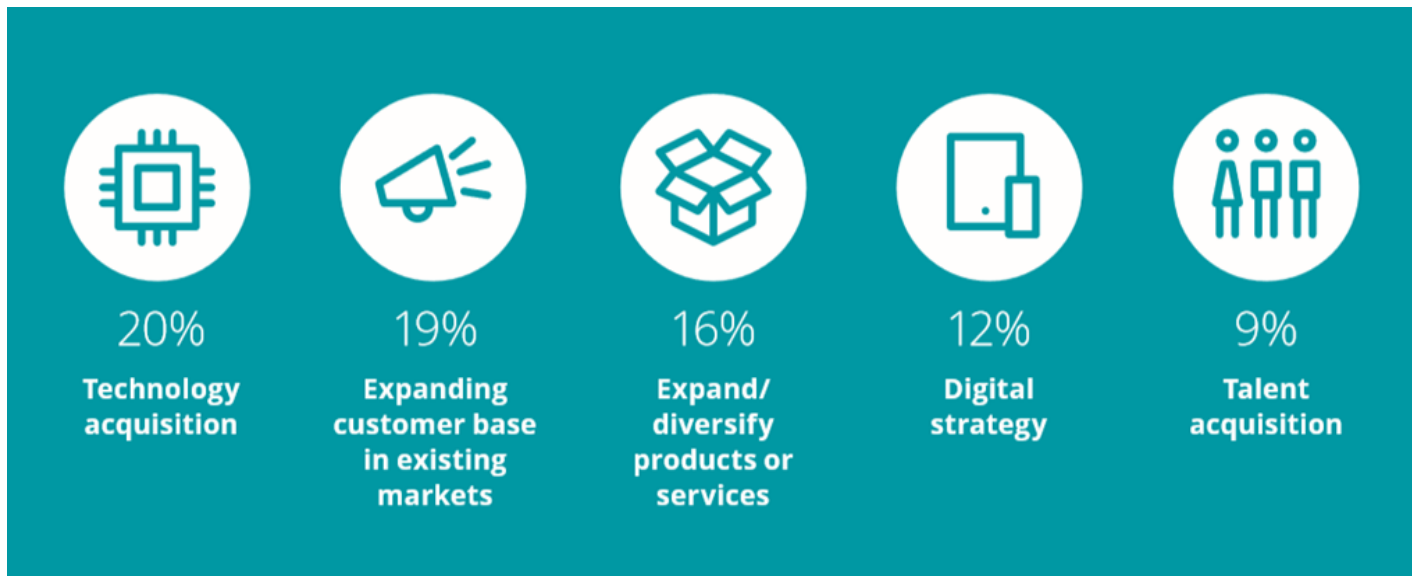 20%
Technology
acquisition
19%
Expanding
customer base
in existing
markets
16%
Expand/
diversify
products or
services
12%
Digital
strategy
9%
Talent
acquisition